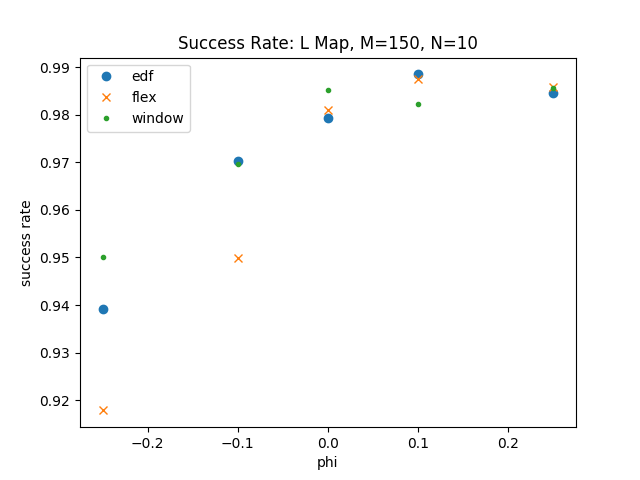 Success Rate: L Map, M=150, N=10
edf
flex
window
success rate
0.99
0.98
0.97
0.96
0.95
0.94
0.93
0.92
−0.2
−0.1
0.0
0.1
0.2
phi